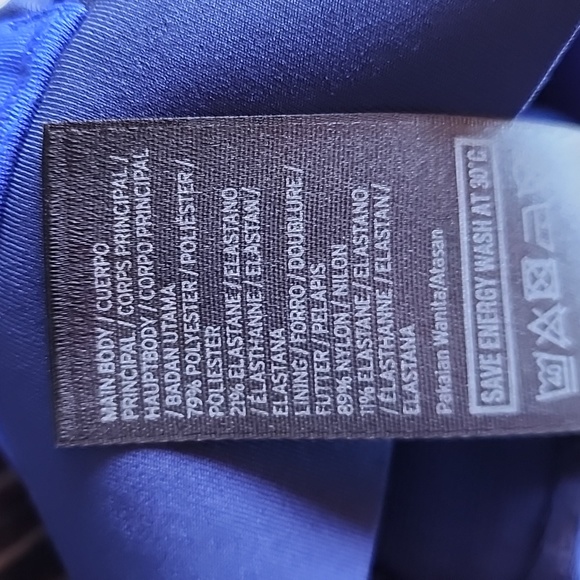 MAIN BODY / CUERPO
PRINCIPAL / CORPS PRINCIPAL /
HAUPTBODY / CORPO PRINCIPAL
/ BADAN UTAMA
79% POLYESTER / POLIÉSTER /
POLIESTER
21% ELASTANE / ELASTANO
/ ÉLASTHANNE / ELASTAN /
ELASTANA
LINING / FORRO / DOUBLURE /
FUTTER / PELAPIS
89% NYLON / NILON
11% ELASTANE / ELASTANO
/ ÉLASTHANNE / ELASTAN /
ELASTANA
Pakaian Wanita/Atasan
SAVE ENERGY WASH AT 30°C